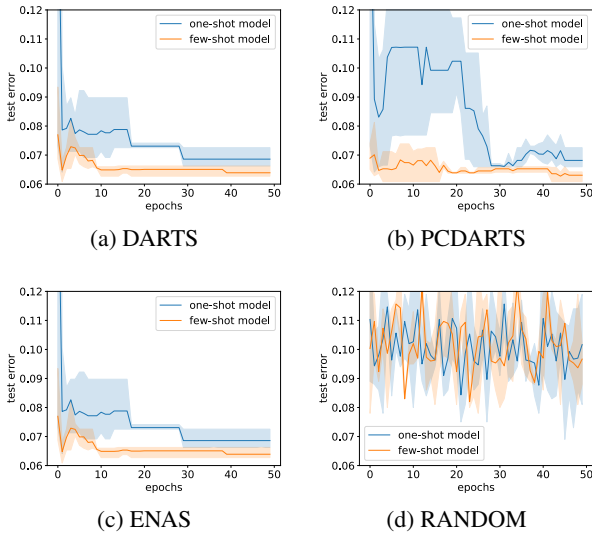 0.12
0.11
0.10
0.09
0.08
0.07
0.06
test error
one-shot model
few-shot model
0 10 20 30 40 50
epochs
(a) DARTS
0.12
0.11
0.10
0.09
0.08
0.07
0.06
test error
one-shot model
few-shot model
0 10 20 30 40 50
epochs
(b) PCDARTS
0.12
0.11
0.10
0.09
0.08
0.07
0.06
test error
one-shot model
few-shot model
0 10 20 30 40 50
epochs
(c) ENAS
0.12
0.11
0.10
0.09
0.08
0.07
0.06
test error
one-shot model
few-shot model
0 10 20 30 40 50
epochs
(d) RANDOM